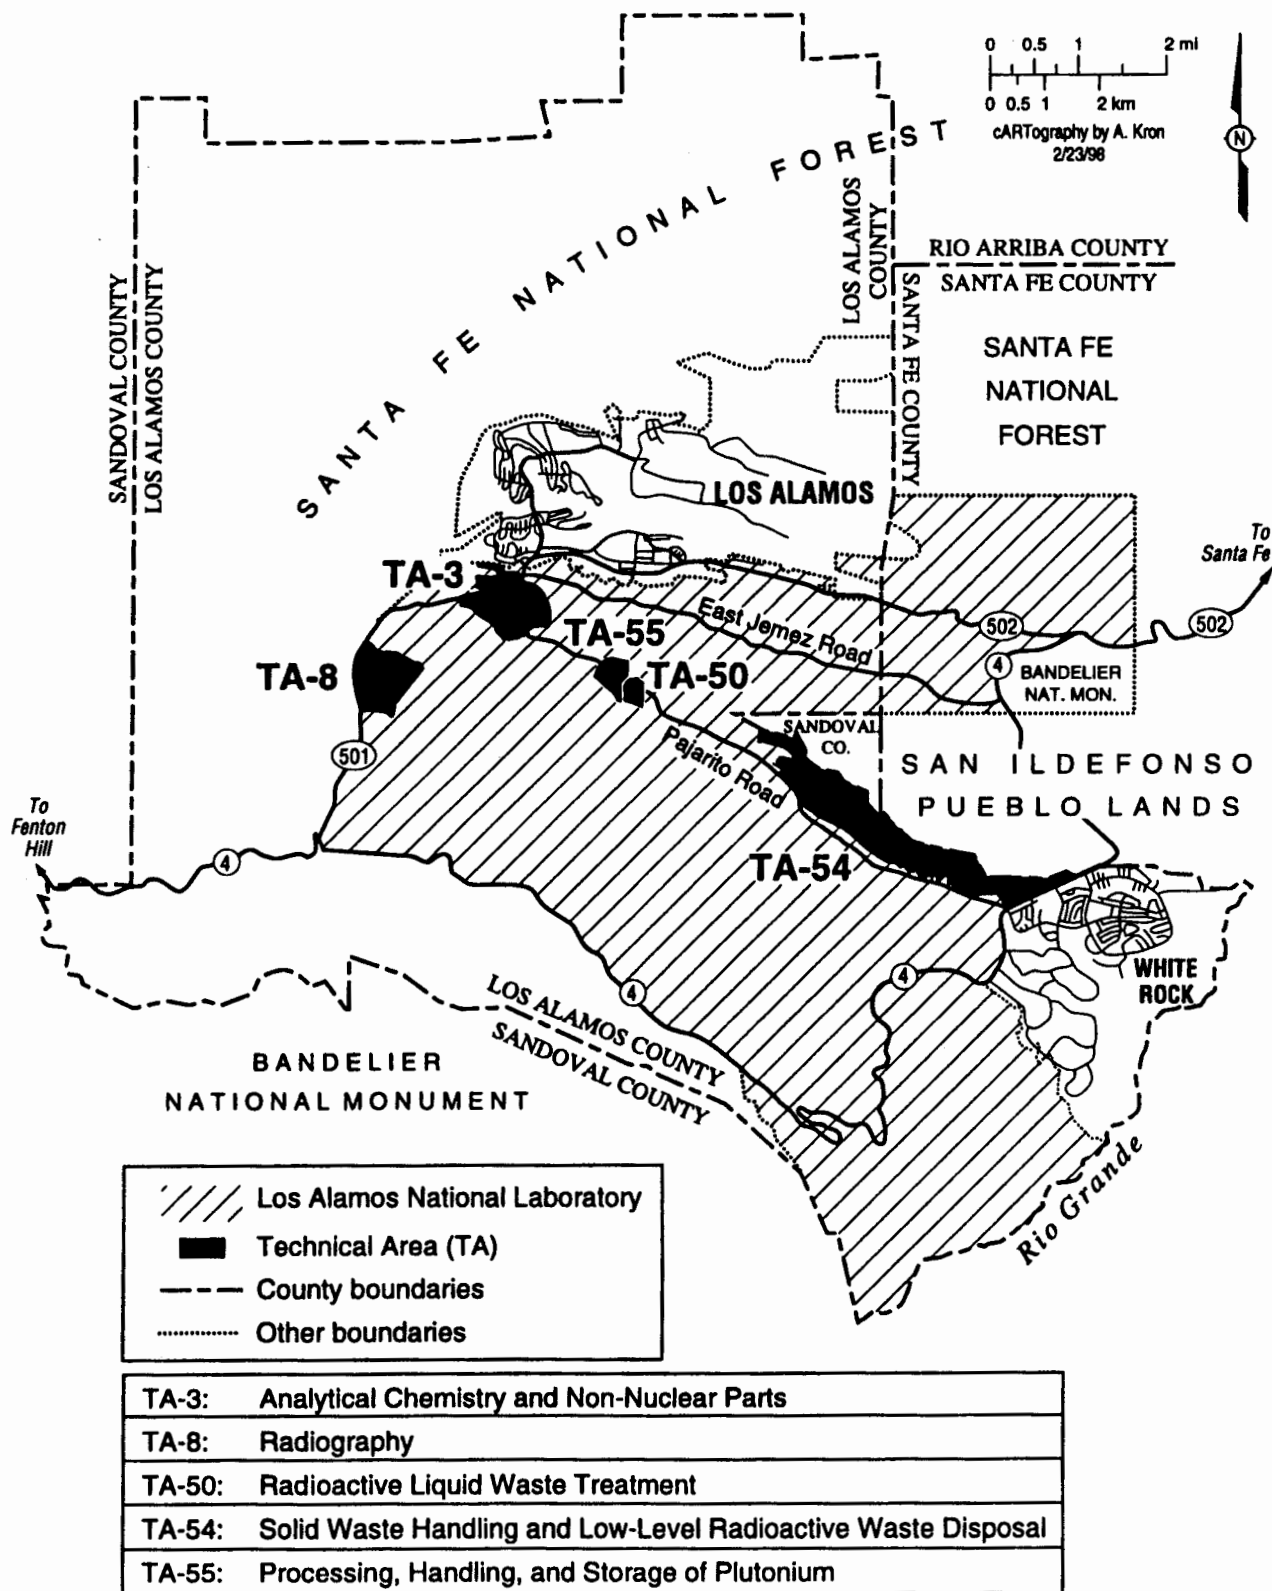 0 0.5 1 2 mi
0 0.5 1 2 km
cARTography by A. Kron
2/23/98
N
SANTA FE NATIONAL FOREST
SANDOVAL COUNTY
LOS ALAMOS COUNTY
LOS ALAMOS
COUNTY
RIO ARRIBA COUNTY
SANTA FE COUNTY
SANTA FE COUNTY
SANTA FE
NATIONAL
FOREST
LOS ALAMOS
To
Santa Fe
TA-3
TA-55
East Jemez Road
502
502
TA-8
TA-50
4
BANDELIER
NAT. MON.
501
Pajarito Road
SANDOVAL
CO.
SAN ILDEFONSO
PUEBLO LANDS
To
Fenton
Hill
4
TA-54
WHITE
ROCK
4
4
LOS ALAMOS COUNTY
SANDOVAL COUNTY
BANDELIER
NATIONAL MONUMENT
Rio Grande
Los Alamos National Laboratory
Technical Area (TA)
County boundaries
Other boundaries
TA-3: Analytical Chemistry and Non-Nuclear Parts
TA-8: Radiography
TA-50: Radioactive Liquid Waste Treatment
TA-54: Solid Waste Handling and Low-Level Radioactive Waste Disposal
TA-55: Processing, Handling, and Storage of Plutonium